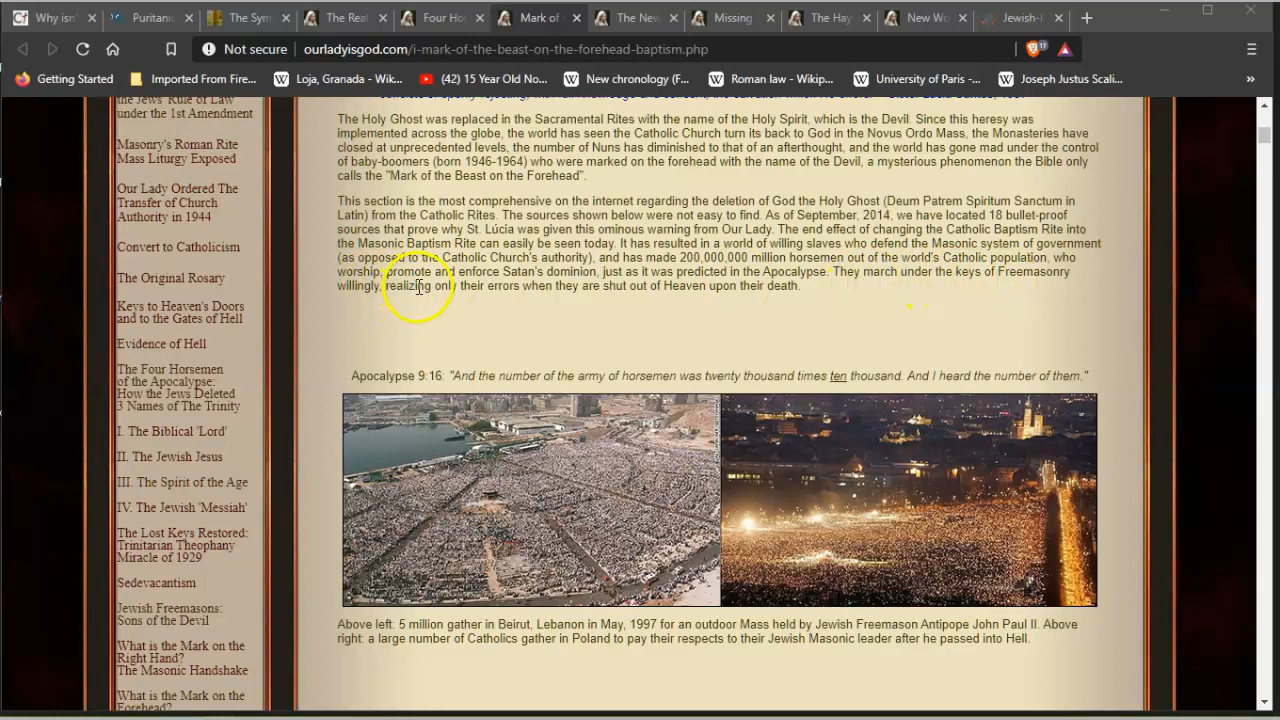 Why isn'
Puritanic
The Sym
The Real
Four Ho
Mark of
The New
Missing
The Hay
New Wo
Jewish-F
Not secure
ourladyisgod.com/i-mark-of-the-beast-on-the-forehead-baptism.php
17
Getting Started
Imported From Fire...
Loja, Granada - Wik...
(42) 15 Year Old No...
New chronology (F...
Roman law - Wikip...
University of Paris -...
Joseph Justus Scali...
»
the Jews' Rule of Law
under the 1st Amendment
Masonry's Roman Rite
Mass Liturgy Exposed
Our Lady Ordered The
Transfer of Church
Authority in 1944
Convert to Catholicism
The Original Rosary
Keys to Heaven's Doors
and to the Gates of Hell
Evidence of Hell
The Four Horsemen
of the Apocalypse:
How the Jews Deleted
3 Names of The Trinity
I. The Biblical 'Lord'
II. The Jewish Jesus
III. The Spirit of the Age
IV. The Jewish 'Messiah'
The Lost Keys Restored:
Trinitarian Theophany
Miracle of 1929
Sedevacantism
Jewish Freemasons:
Sons of the Devil
What is the Mark on the
Right Hand?
The Masonic Handshake
What is the Mark on the
Forehead?
The Holy Ghost was replaced in the Sacramental Rites with the name of the Holy Spirit, which is the Devil. Since this heresy was
implemented across the globe, the world has seen the Catholic Church turn its back to God in the Novus Ordo Mass, the Monasteries have
closed at unprecedented levels, the number of Nuns has diminished to that of an afterthought, and the world has gone mad under the control
of baby-boomers (born 1946-1964) who were marked on the forehead with the name of the Devil, a mysterious phenomenon the Bible only
calls the "Mark of the Beast on the Forehead".
This section is the most comprehensive on the internet regarding the deletion of God the Holy Ghost (Deum Patrem Spiritum Sanctum in
Latin) from the Catholic Rites. The sources shown below were not easy to find. As of September, 2014, we have located 18 bullet-proof
sources that prove why St. Lúcia was given this ominous warning from Our Lady. The end effect of changing the Catholic Baptism Rite into
the Masonic Baptism Rite can easily be seen today. It has resulted in a world of willing slaves who defend the Masonic system of government
(as opposed to the Catholic Church's authority), and has made 200,000,000 million horsemen out of the world's Catholic population, who
worship, promote and enforce Satan's dominion, just as it was predicted in the Apocalypse. They march under the keys of Freemasonry
willingly, realizing only their errors when they are shut out of Heaven upon their death.
Apocalypse 9:16: "And the number of the army of horsemen was twenty thousand times ten thousand. And I heard the number of them."
Above left: 5 million gather in Beirut, Lebanon in May, 1997 for an outdoor Mass held by Jewish Freemason Antipope John Paul II. Above
right: a large number of Catholics gather in Poland to pay their respects to their Jewish Masonic leader after he passed into Hell.